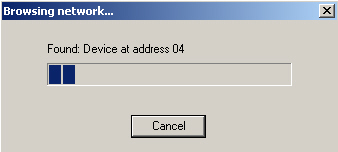 Browsing network...
Found: Device at address 04
Cancel